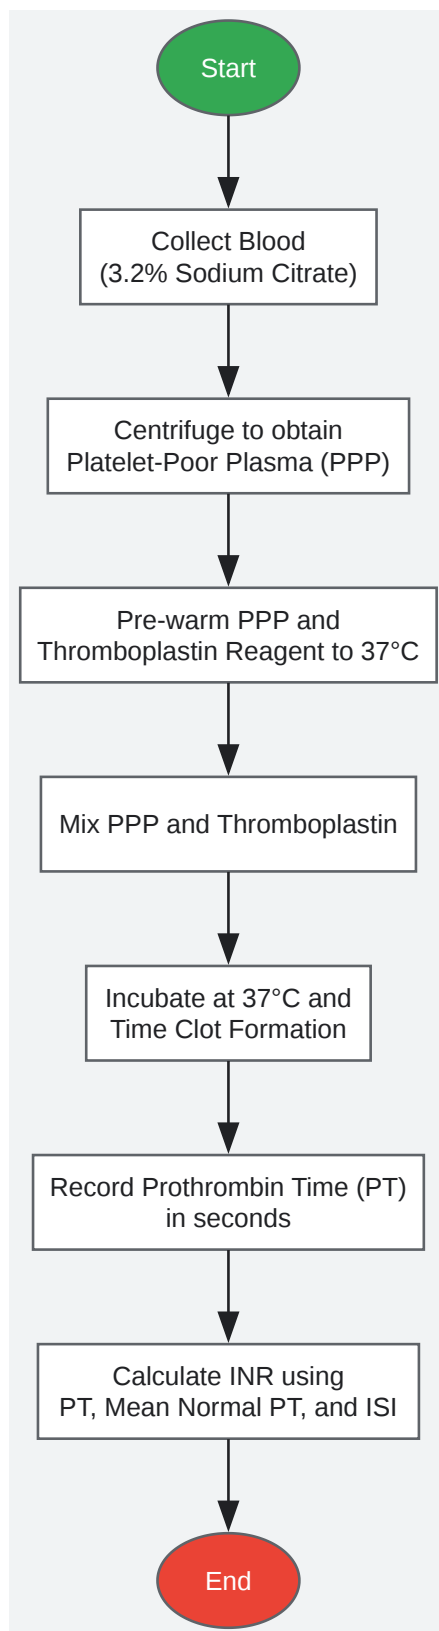 Start
Collect Blood
(3.2% Sodium Citrate)
Centrifuge to obtain
Platelet-Poor Plasma (PPP)
Pre-warm PPP and
Thromboplastin Reagent to 37°C
Mix PPP and Thromboplastin
Incubate at 37°C and
Time Clot Formation
Record Prothrombin Time (PT)
in seconds
Calculate INR using
PT, Mean Normal PT, and ISI
End